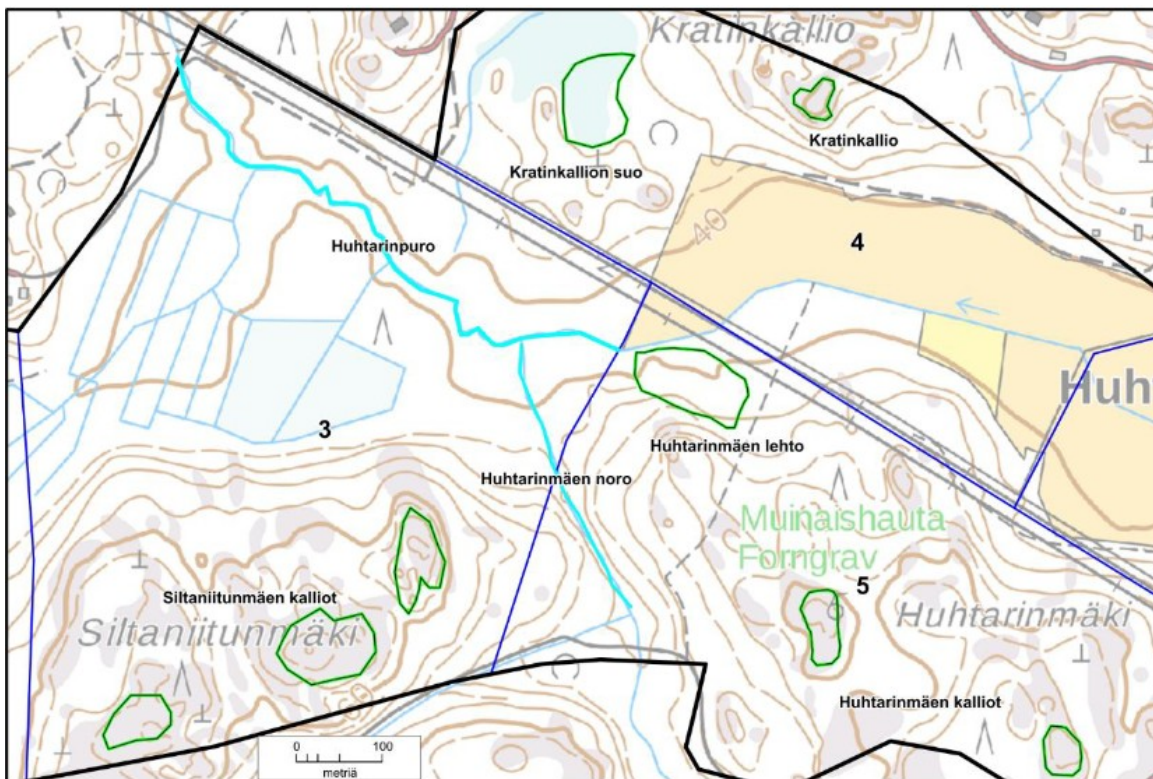 Kratinkallio
Kratinkallio
Kratinkallion suo
40
4
Huhtarinpuro
Huht
3
Huhtarinmäen lehto
Huhtarinmäen noro
Muinaishauta
Forngrav
5
Siltaniitunmäen kalliot
Siltaniitunmäki
Huhtarinmäki
Huhtarinmäen kalliot
0 100
metriä